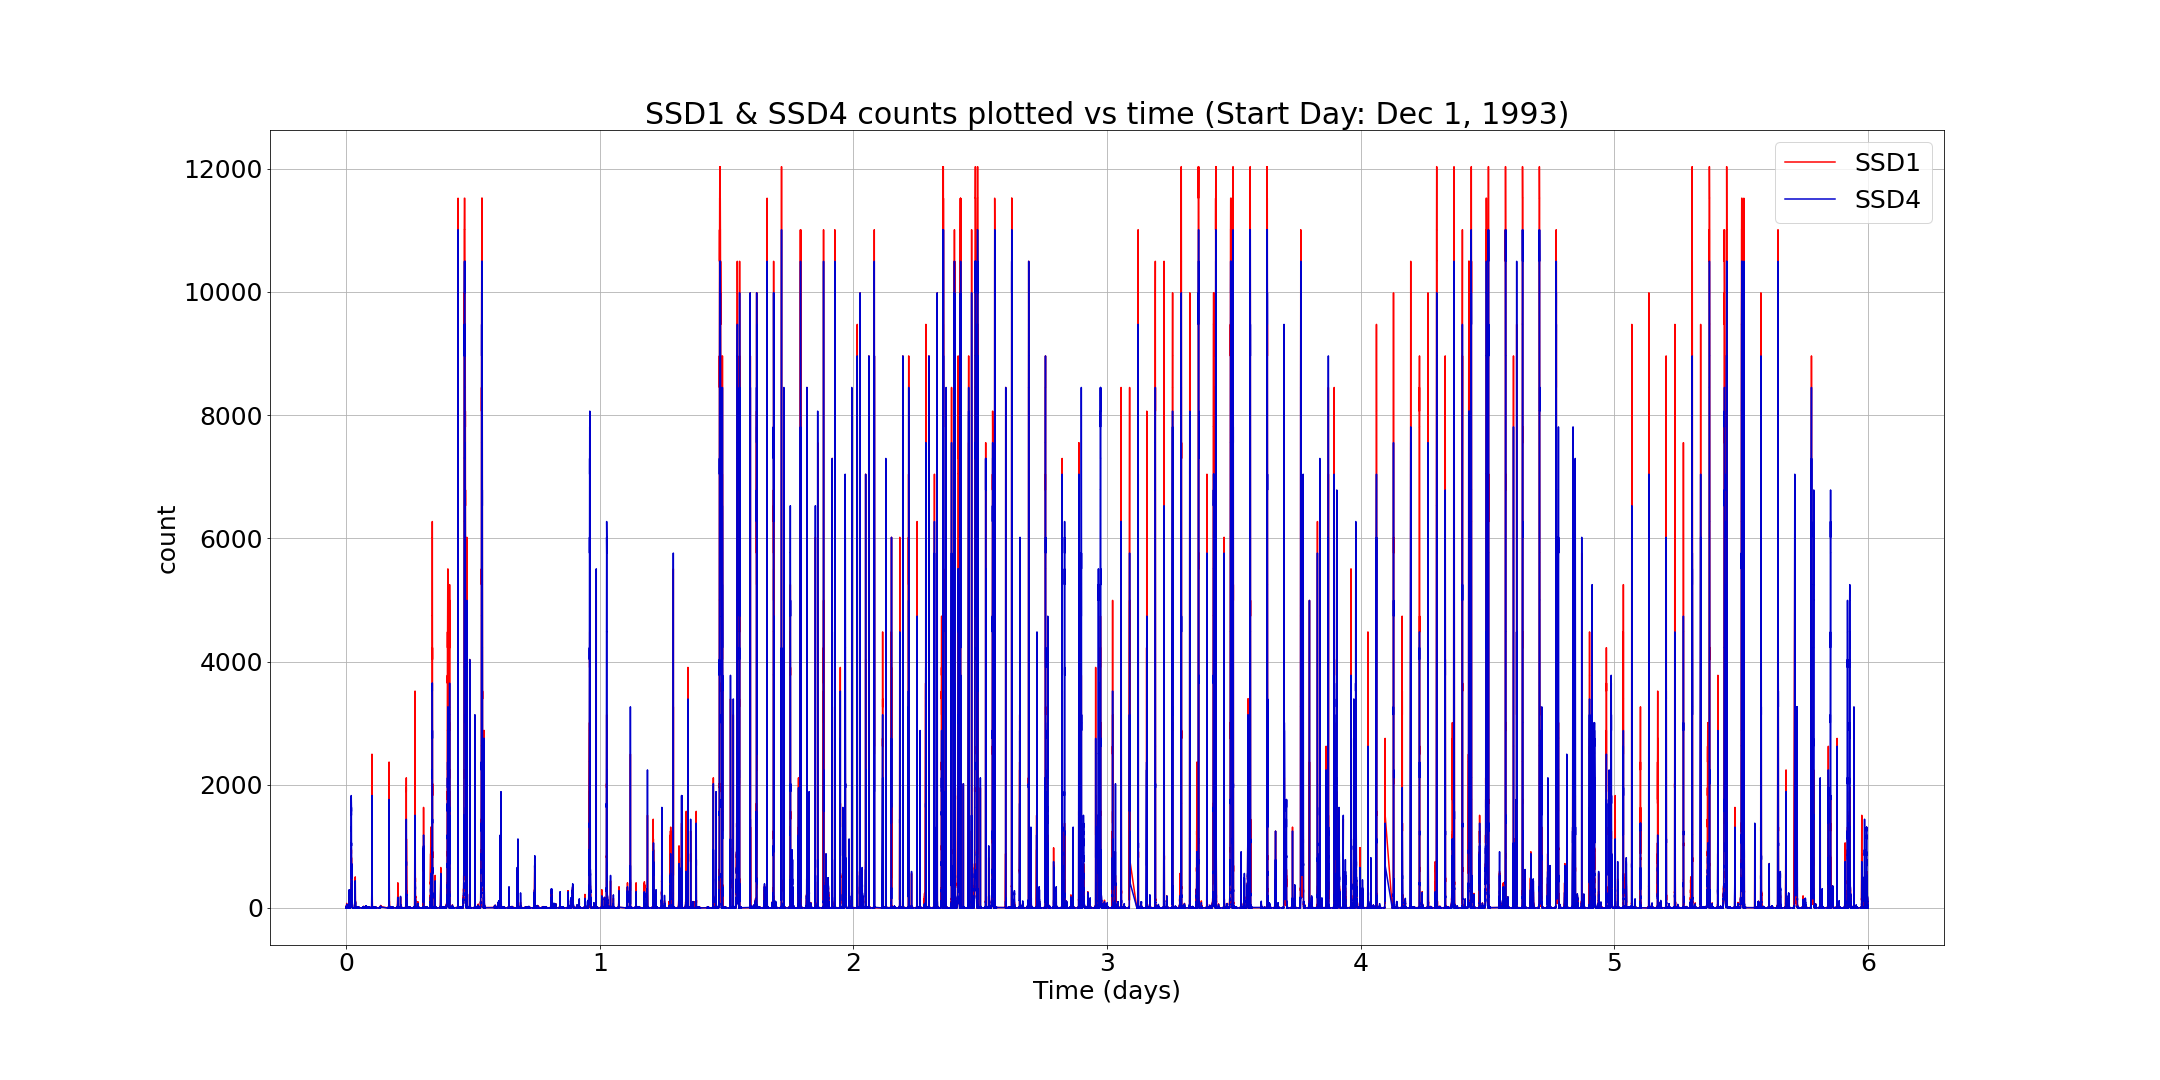 SSD1 & SSD4 counts plotted vs time (Start Day: Dec 1, 1993)
SSD1
SSD4
12000
10000
8000
6000
4000
2000
0
count
0 1 2 3 4 5 6
Time (days)